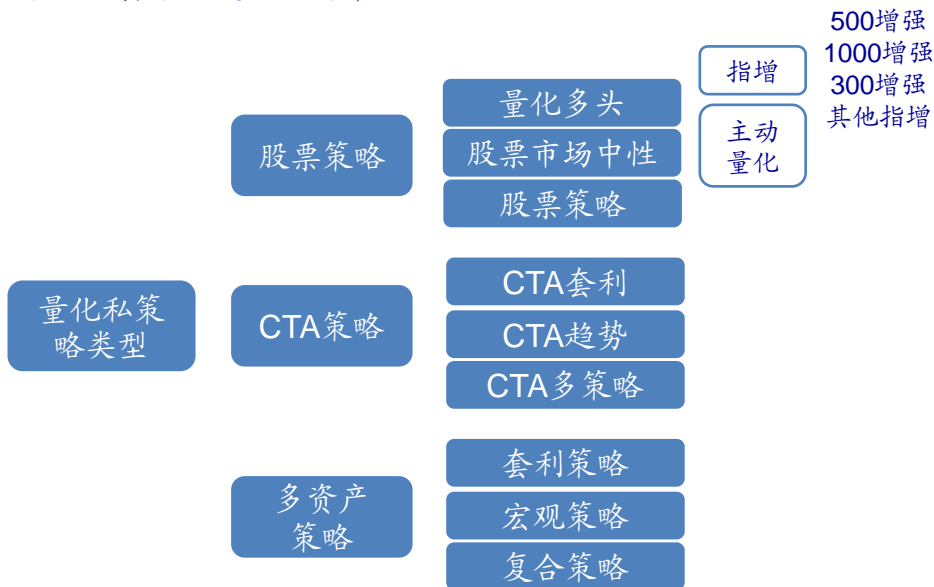 500增强
1000增强
300增强
其他指增
指增
主动
量化
量化多头
股票市场中性
股票策略
股票策略
CTA套利
CTA趋势
CTA多策略
CTA策略
量化私策
略类型
套利策略
宏观策略
复合策略
多资产
策略